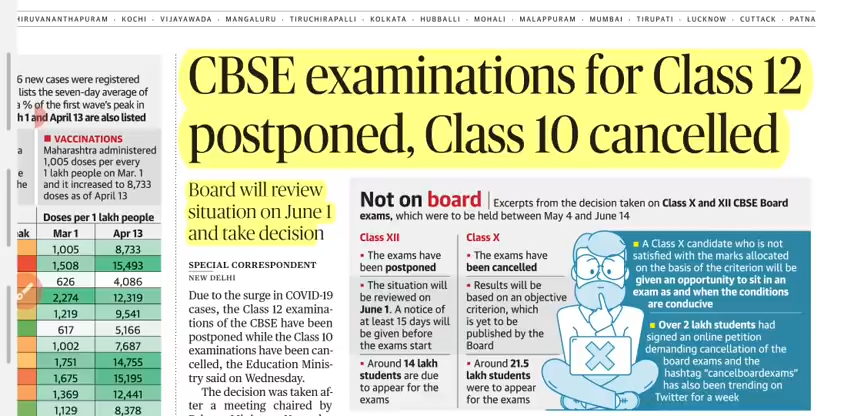 HIRUVANANTHAPURAM · KOCHI · VIJAYAWADA · MANGALURU · TIRUCHIRAPALLI · KOLKATA · HUBBALLI · MOHALI · MALAPPURAM · MUMBAI · TIRUPATI · LUCKNOW · CUTTACK · PATNA
6 new cases were registered
lists the seven-day average of
a % of the first wave's peak in
h 1 and April 13 are also listed
■ VACCINATIONS
Maharashtra administered
1,005 doses per every
1 lakh people on Mar. 1
and it increased to 8,733
doses as of April 13
Doses per 1 lakh people
eak Mar 1 Apr 13
1,005 8,733
1,508 15,493
626 4,086
2,274 12,319
1,219 9,541
617 5,166
1,002 7,687
1,751 14,755
1,675 15,195
1,369 12,441
1,129 8,378
CBSE examinations for Class 12
postponed, Class 10 cancelled
Board will review
situation on June 1
and take decision
SPECIAL CORRESPONDENT
NEW DELHI
Due to the surge in COVID-19
cases, the Class 12 examina-
tions of the CBSE have been
postponed while the Class 10
examinations have been can-
celled, the Education Minis-
try said on Wednesday.
The decision was taken af-
ter a meeting chaired by
Not on board | Excerpts from the decision taken on Class X and XII CBSE Board
exams, which were to be held between May 4 and June 14
Class XII
▪ The exams have
been postponed
▪ The situation will
be reviewed on
June 1. A notice of
at least 15 days will
be given before
the exams start
▪ Around 14 lakh
students are due
to appear for the
exams
Class X
▪ The exams have
been cancelled
▪ Results will be
based on an objective
criterion, which
is yet to be
published by the
Board
▪ Around 21.5
lakh students
were to appear
for the exams
■ A Class X candidate who is not
satisfied with the marks allocated
on the basis of the criterion will be
given an opportunity to sit in an
exam as and when the conditions
are conducive
■ Over 2 lakh students had
signed an online petition
demanding cancellation of the
board exams and the
hashtag "cancelboardexams"
has also been trending on
Twitter for a week